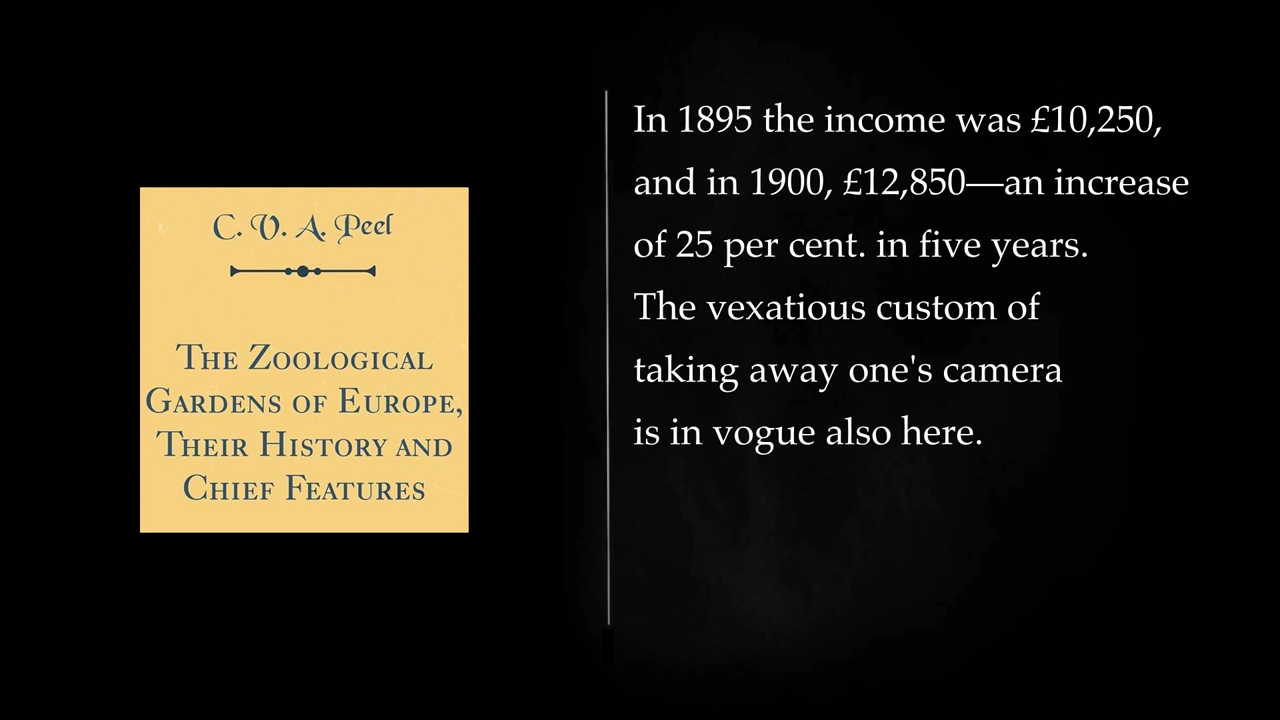 C. V. A. Peel
The Zoological
Gardens of Europe,
Their History and
Chief Features
In 1895 the income was £10,250,
and in 1900, £12,850—an increase
of 25 per cent. in five years.
The vexatious custom of
taking away one's camera
is in vogue also here.